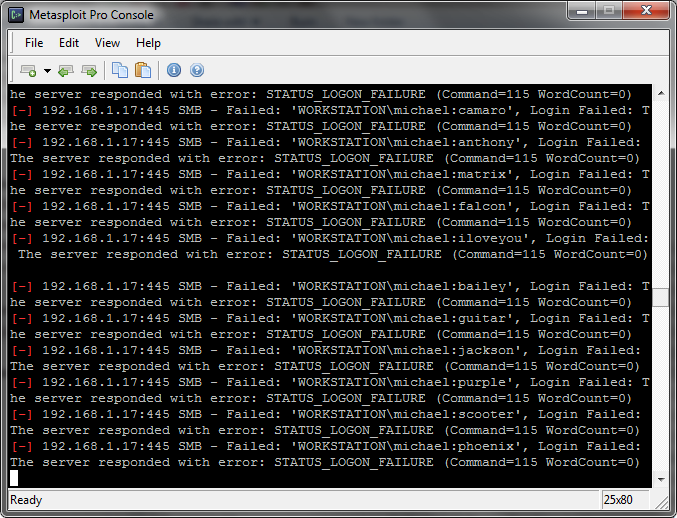 Metasploit Pro Console
File Edit View Help
he server responded with error: STATUS_LOGON_FAILURE (Command=115 WordCount=0)
[-] 192.168.1.17:445 SMB - Failed: 'WORKSTATION\michael:camaro', Login Failed: T
he server responded with error: STATUS_LOGON_FAILURE (Command=115 WordCount=0)
[-] 192.168.1.17:445 SMB - Failed: 'WORKSTATION\michael:anthony', Login Failed:
The server responded with error: STATUS_LOGON_FAILURE (Command=115 WordCount=0)
[-] 192.168.1.17:445 SMB - Failed: 'WORKSTATION\michael:matrix', Login Failed: T
he server responded with error: STATUS_LOGON_FAILURE (Command=115 WordCount=0)
[-] 192.168.1.17:445 SMB - Failed: 'WORKSTATION\michael:falcon', Login Failed: T
he server responded with error: STATUS_LOGON_FAILURE (Command=115 WordCount=0)
[-] 192.168.1.17:445 SMB - Failed: 'WORKSTATION\michael:iloveyou', Login Failed:
 The server responded with error: STATUS_LOGON_FAILURE (Command=115 WordCount=0)
[-] 192.168.1.17:445 SMB - Failed: 'WORKSTATION\michael:bailey', Login Failed: T
he server responded with error: STATUS_LOGON_FAILURE (Command=115 WordCount=0)
[-] 192.168.1.17:445 SMB - Failed: 'WORKSTATION\michael:guitar', Login Failed: T
he server responded with error: STATUS_LOGON_FAILURE (Command=115 WordCount=0)
[-] 192.168.1.17:445 SMB - Failed: 'WORKSTATION\michael:jackson', Login Failed:
The server responded with error: STATUS_LOGON_FAILURE (Command=115 WordCount=0)
[-] 192.168.1.17:445 SMB - Failed: 'WORKSTATION\michael:purple', Login Failed: T
he server responded with error: STATUS_LOGON_FAILURE (Command=115 WordCount=0)
[-] 192.168.1.17:445 SMB - Failed: 'WORKSTATION\michael:scooter', Login Failed:
The server responded with error: STATUS_LOGON_FAILURE (Command=115 WordCount=0)
[-] 192.168.1.17:445 SMB - Failed: 'WORKSTATION\michael:phoenix', Login Failed:
The server responded with error: STATUS_LOGON_FAILURE (Command=115 WordCount=0)
Ready 25x80